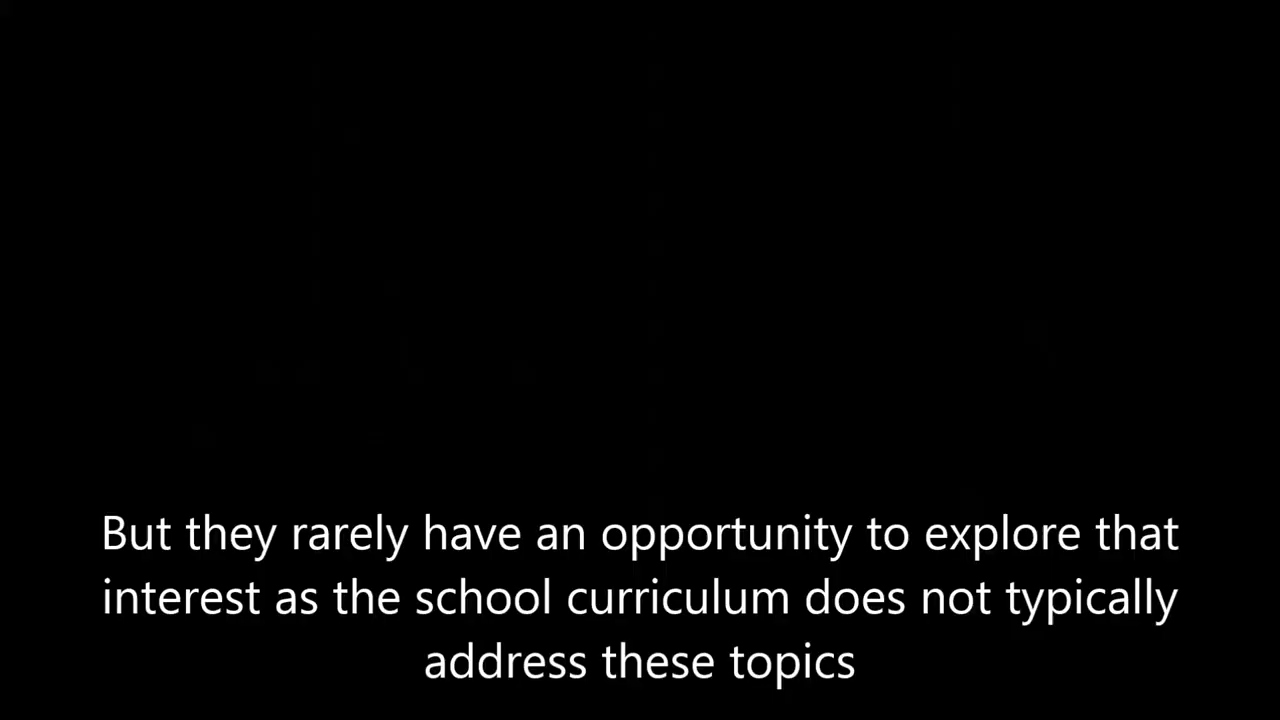 But they rarely have an opportunity to explore that
interest as the school curriculum does not typically
address these topics